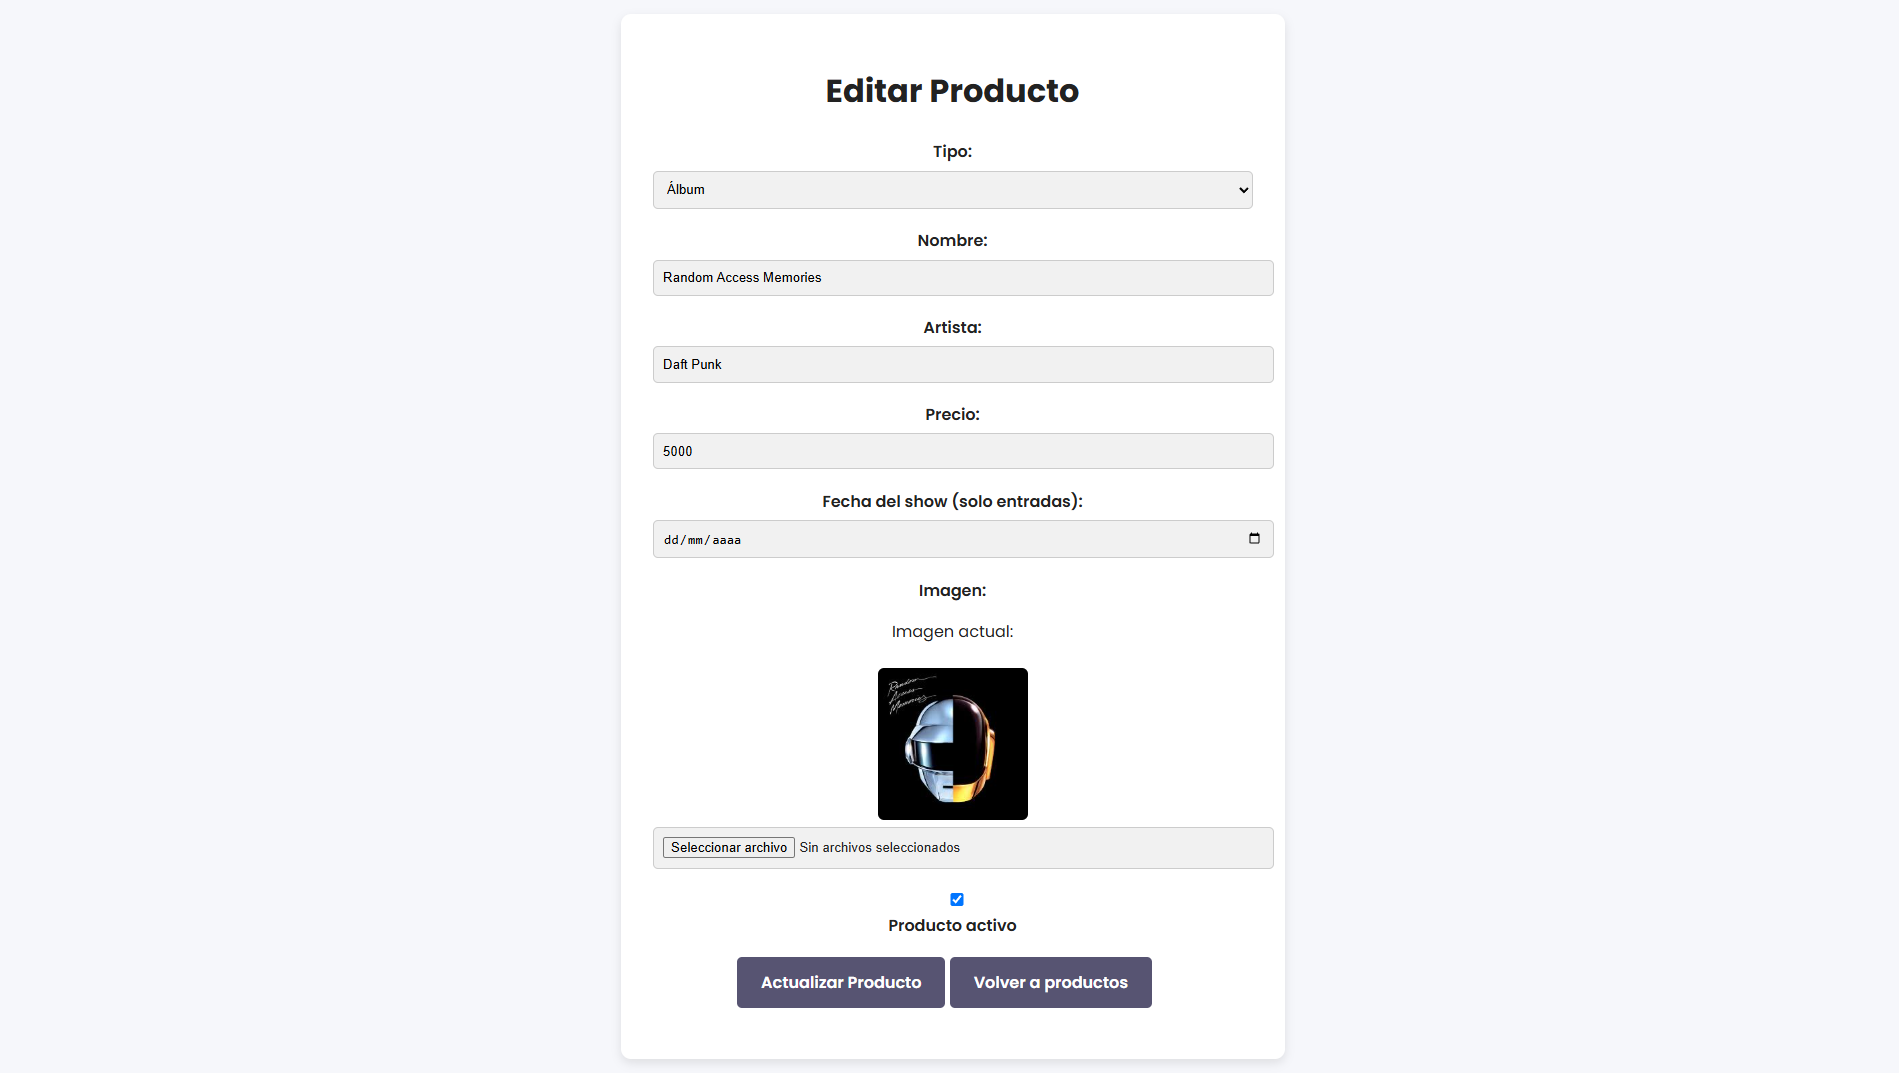 Editar Producto
Tipo:
Álbum
Nombre:
Random Access Memories
Artista:
Daft Punk
Precio:
5000
Fecha del show (solo entradas):
dd/mm/aaaa
Imagen:
Imagen actual:
Random
Access
Memories
Seleccionar archivo Sin archivos seleccionados
Producto activo
Actualizar Producto Volver a productos